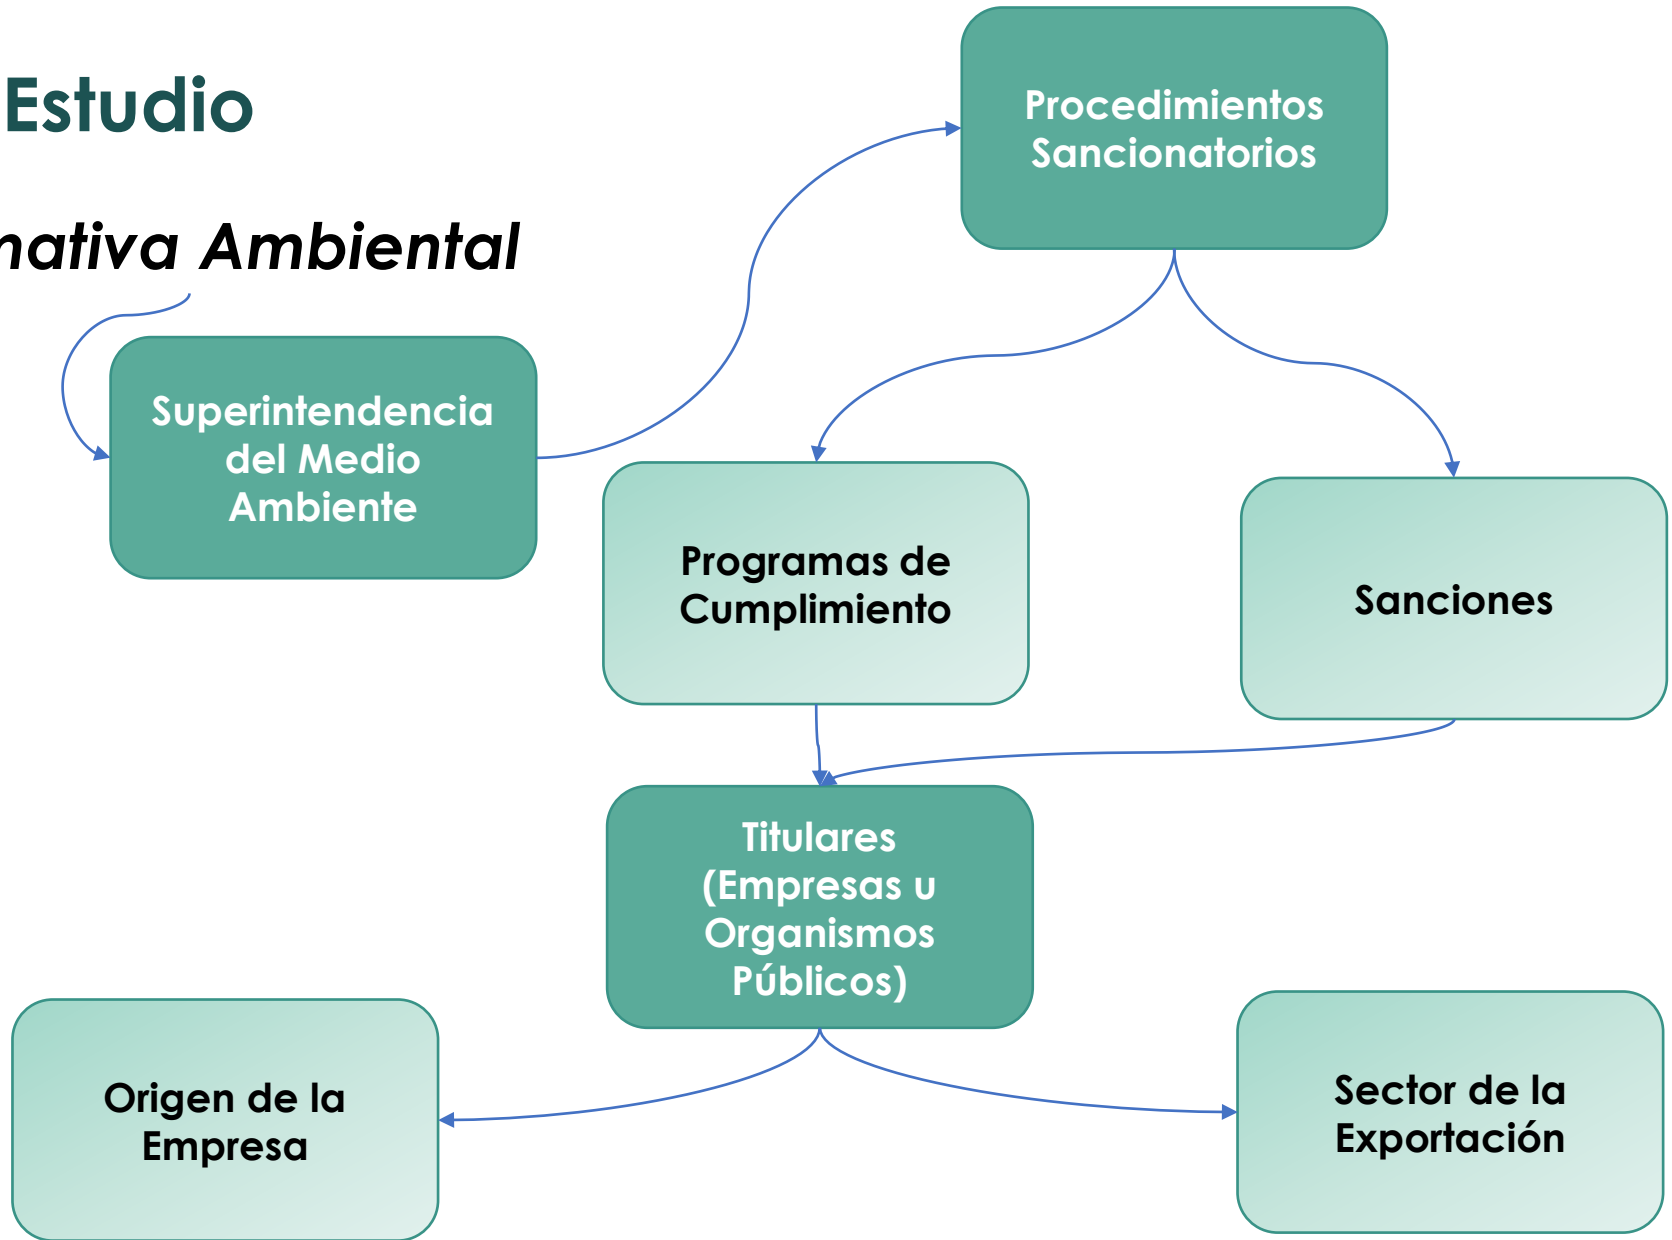 Estudio
mativa Ambiental
Procedimientos
Sancionatorios
Superintendencia
del Medio
Ambiente
Programas de
Cumplimiento
Sanciones
Titulares
(Empresas u
Organismos
Públicos)
Origen de la
Empresa
Sector de la
Exportación